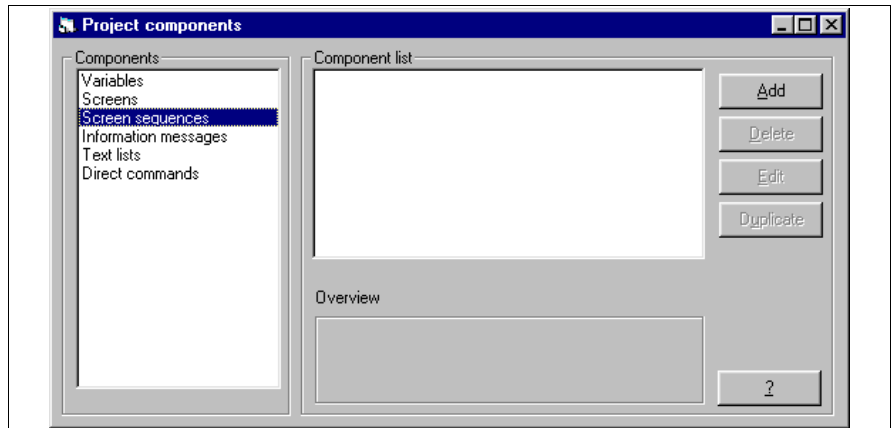 Project components
Components
Variables
Screens
Screen sequences
Information messages
Text lists
Direct commands
Component list
Add
Delete
Edit
Duplicate
Overview
?